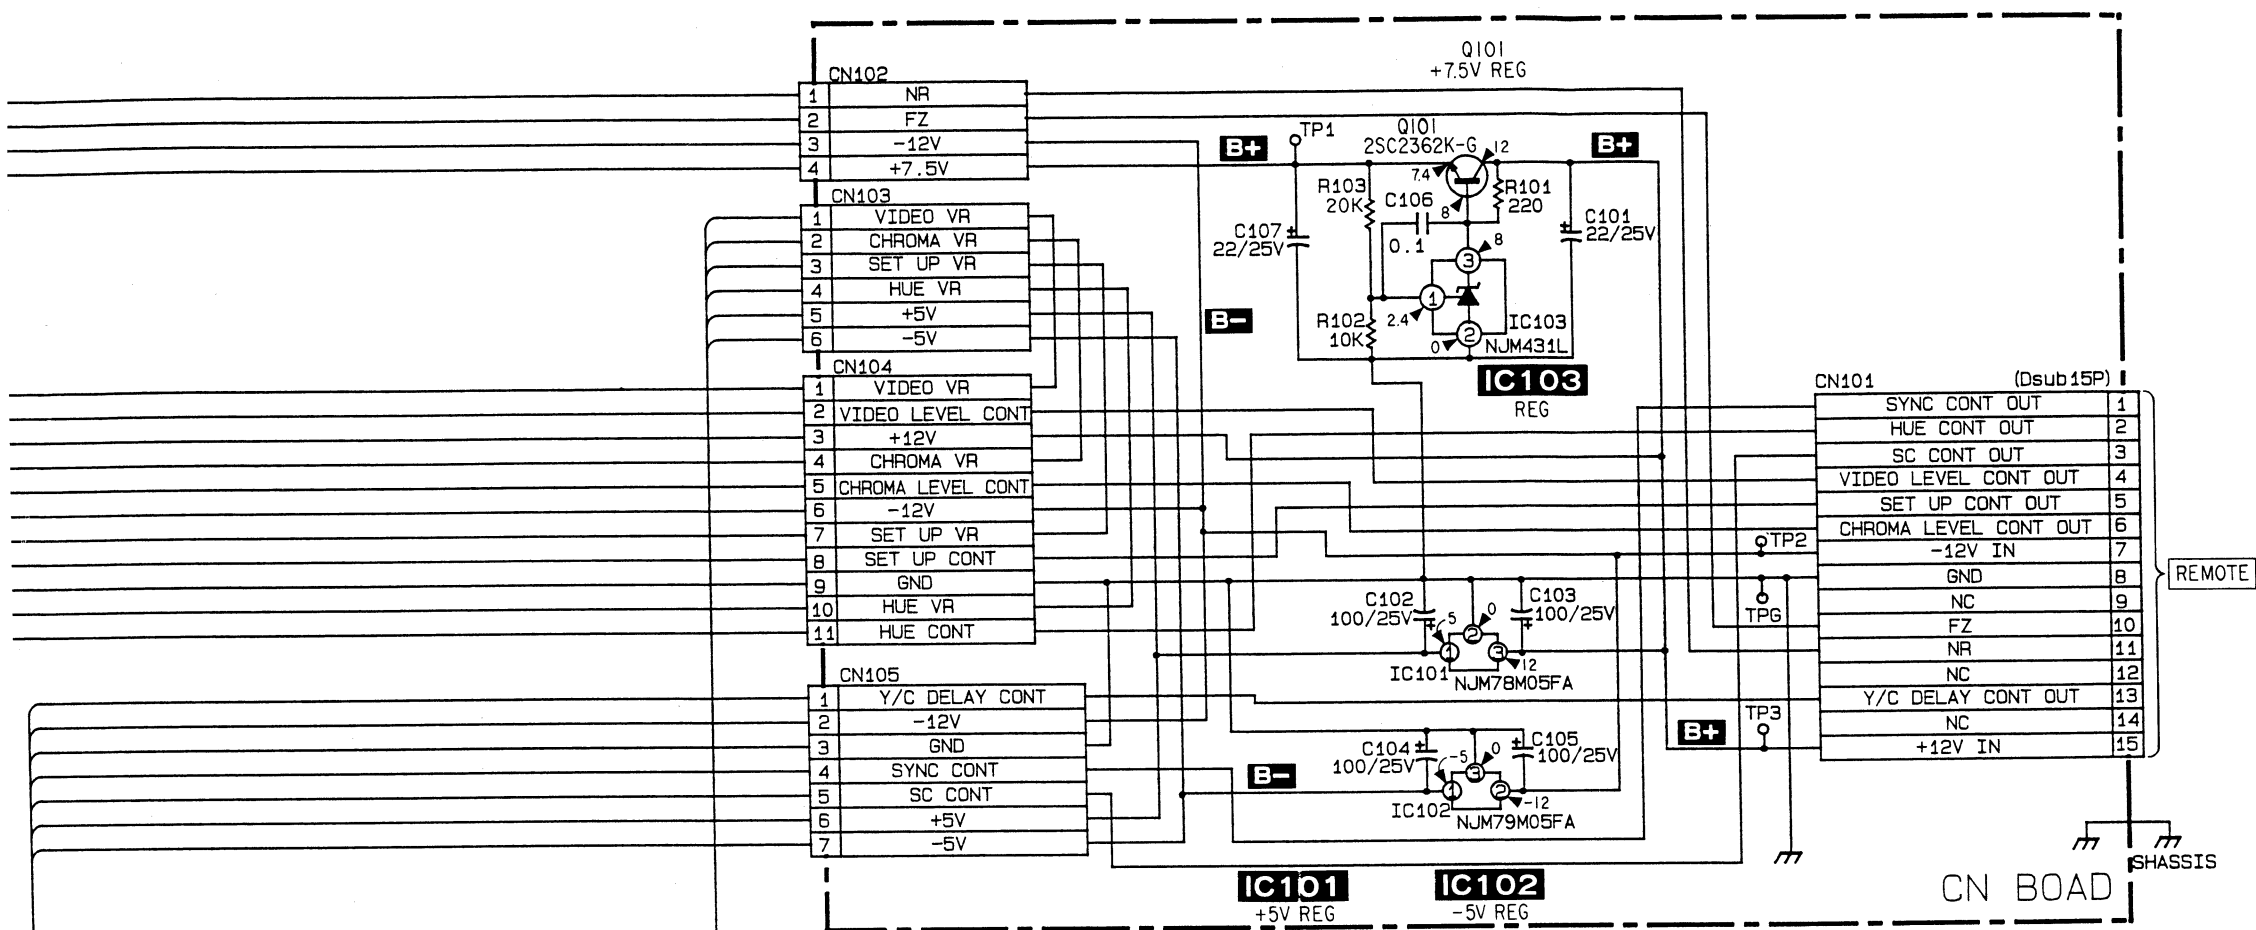 Q101
+7.5V REG
CN102
1 NR
2 FZ
3 -12V
4 +7.5V
B+
TP1
Q101
2SC2362K-G
12
B+
7.4
8
R103
20K
C106
0.1
R101
220
C101
22/25V
C107
22/25V
8
3
1
2.4
2
0
R102
10K
IC103
NJM431L
IC103
REG
B-
CN103
1 VIDEO VR
2 CHROMA VR
3 SET UP VR
4 HUE VR
5 +5V
6 -5V
CN104
1 VIDEO VR
2 VIDEO LEVEL CONT
3 +12V
4 CHROMA VR
5 CHROMA LEVEL CONT
6 -12V
7 SET UP VR
8 SET UP CONT
9 GND
10 HUE VR
11 HUE CONT
CN105
1 Y/C DELAY CONT
2 -12V
3 GND
4 SYNC CONT
5 SC CONT
6 +5V
7 -5V
C102
100/25V
5
0
C103
100/25V
1
2
3
12
IC101
NJM78M05FA
C104
100/25V
-5
0
C105
100/25V
1
3
2
-12
IC102
NJM79M05FA
B-
IC101
+5V REG
IC102
-5V REG
TP2
TPG
TP3
B+
CN101 (Dsub15P)
SYNC CONT OUT 1
HUE CONT OUT 2
SC CONT OUT 3
VIDEO LEVEL CONT OUT 4
SET UP CONT OUT 5
CHROMA LEVEL CONT OUT 6
-12V IN 7
GND 8
NC 9
FZ 10
NR 11
NC 12
Y/C DELAY CONT OUT 13
NC 14
+12V IN 15
REMOTE
SHASSIS
CN BOAD